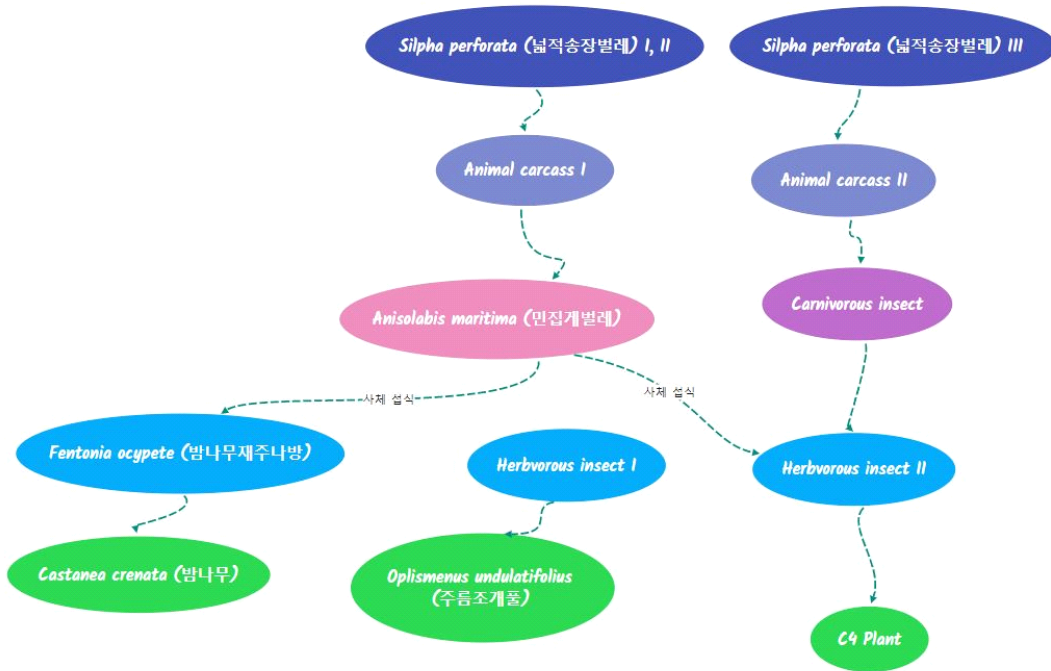 Silpha perforata (넓적송장벌레) I, II
Silpha perforata (넓적송장벌레) III
Animal carcass I
Animal carcass II
Carnivorous insect
Anisolabis maritima (민집게벌레)
사체 섭식
사체 섭식
Fentonia ocypete (밤나무재주나방)
Herbvorous insect I
Herbvorous insect II
Castanea crenata (밤나무)
Oplismenus undulatifolius
(주름조개풀)
C4 Plant